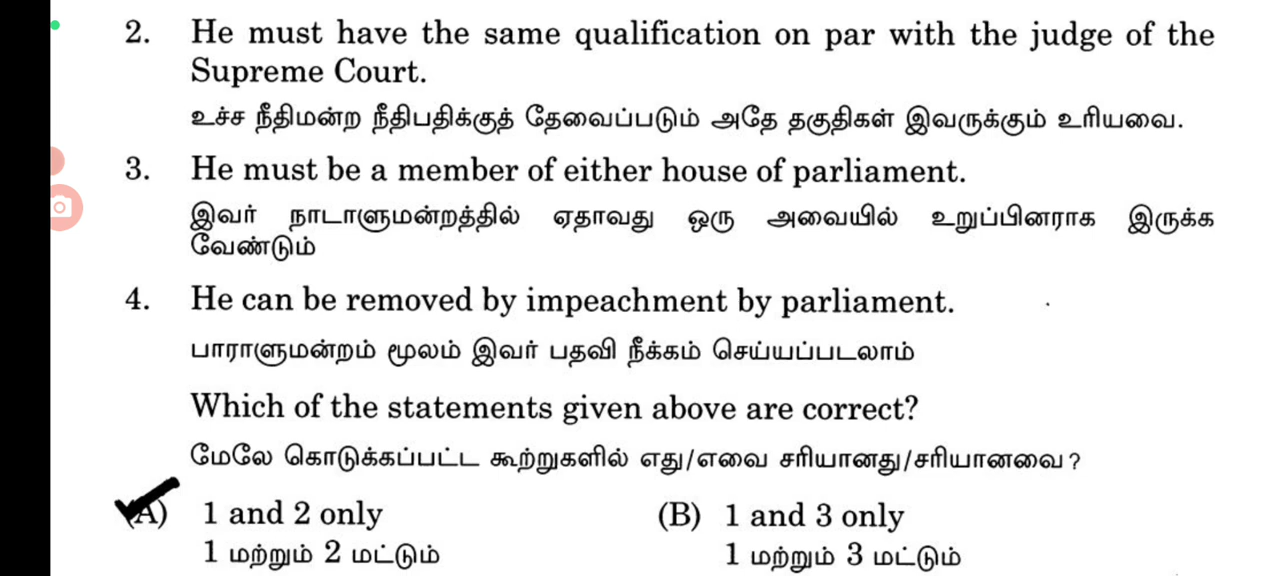 2. He must have the same qualification on par with the judge of the
Supreme Court.
உச்ச நீதிமன்ற நீதிபதிக்குத் தேவைப்படும் அதே தகுதிகள் இவருக்கும் உரியவை.
3. He must be a member of either house of parliament.
இவர் நாடாளுமன்றத்தில் ஏதாவது ஒரு அவையில் உறுப்பினராக இருக்க
வேண்டும்
4. He can be removed by impeachment by parliament.
பாராளுமன்றம் மூலம் இவர் பதவி நீக்கம் செய்யப்படலாம்
Which of the statements given above are correct?
மேலே கொடுக்கப்பட்ட கூற்றுகளில் எது/எவை சரியானது/சரியானவை?
(A) 1 and 2 only (B) 1 and 3 only
1 மற்றும் 2 மட்டும் 1 மற்றும் 3 மட்டும்